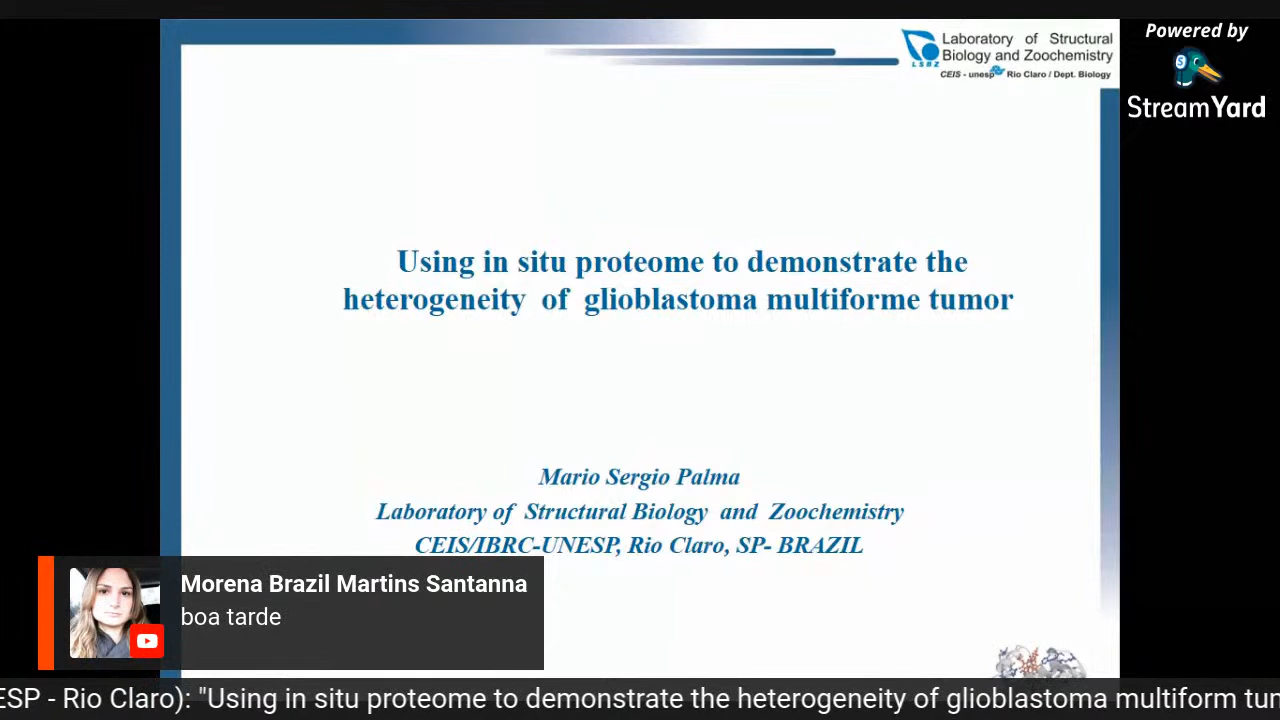 Laboratory of Structural
Biology and Zoochemistry
LSBZ
CEIS - unesp Rio Claro / Dept. Biology
Powered by
S
StreamYard
Using in situ proteome to demonstrate the
heterogeneity of glioblastoma multiforme tumor
Mario Sergio Palma
Laboratory of Structural Biology and Zoochemistry
CEIS/IBRC-UNESP, Rio Claro, SP- BRAZIL
Morena Brazil Martins Santanna
boa tarde
ESP - Rio Claro): "Using in situ proteome to demonstrate the heterogeneity of glioblastoma multiform tum